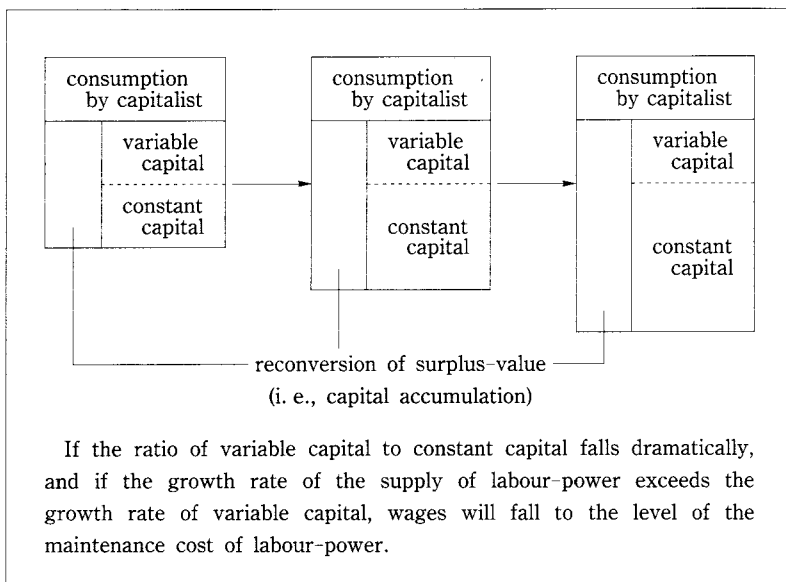 consumption
by capitalist
variable
capital
constant
capital
consumption
by capitalist
variable
capital
constant
capital
consumption
by capitalist
variable
capital
constant
capital
reconversion of surplus-value
(i. e., capital accumulation)
If the ratio of variable capital to constant capital falls dramatically,
and if the growth rate of the supply of labour-power exceeds the
growth rate of variable capital, wages will fall to the level of the
maintenance cost of labour-power.